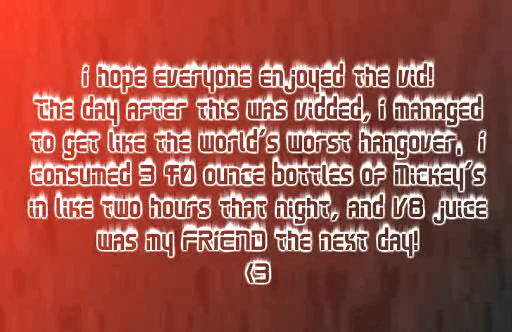 i hope everyone enjoyed the vid!
The day after this was vidded, i managed
to get like the world's worst hangover.  i
consumed 3 40 ounce bottles of Mickey's
in like two hours that night, and V8 juice
was my FRIEND the next day!
<3